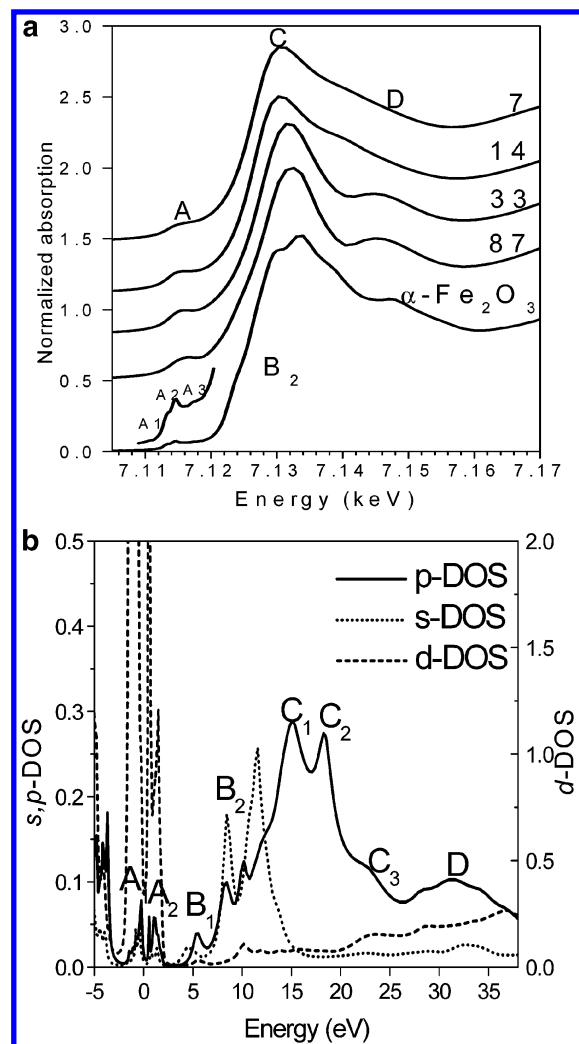 a
3.0
2.5
2.0
1.5
1.0
0.5
0.0
Normalized absorption
C
D
7
14
A
33
87
α-Fe₂O₃
B₂
A1 A2 A3
7.11 7.12 7.13 7.14 7.15 7.16 7.17
Energy (keV)
b
0.5
0.4
0.3
0.2
0.1
0.0
s,p-DOS
2.0
1.5
1.0
0.5
0.0
d-DOS
p-DOS
s-DOS
d-DOS
C₁ C₂
B₂
C₃ D
A A₂ B₁
-5 0 5 10 15 20 25 30 35
Energy (eV)